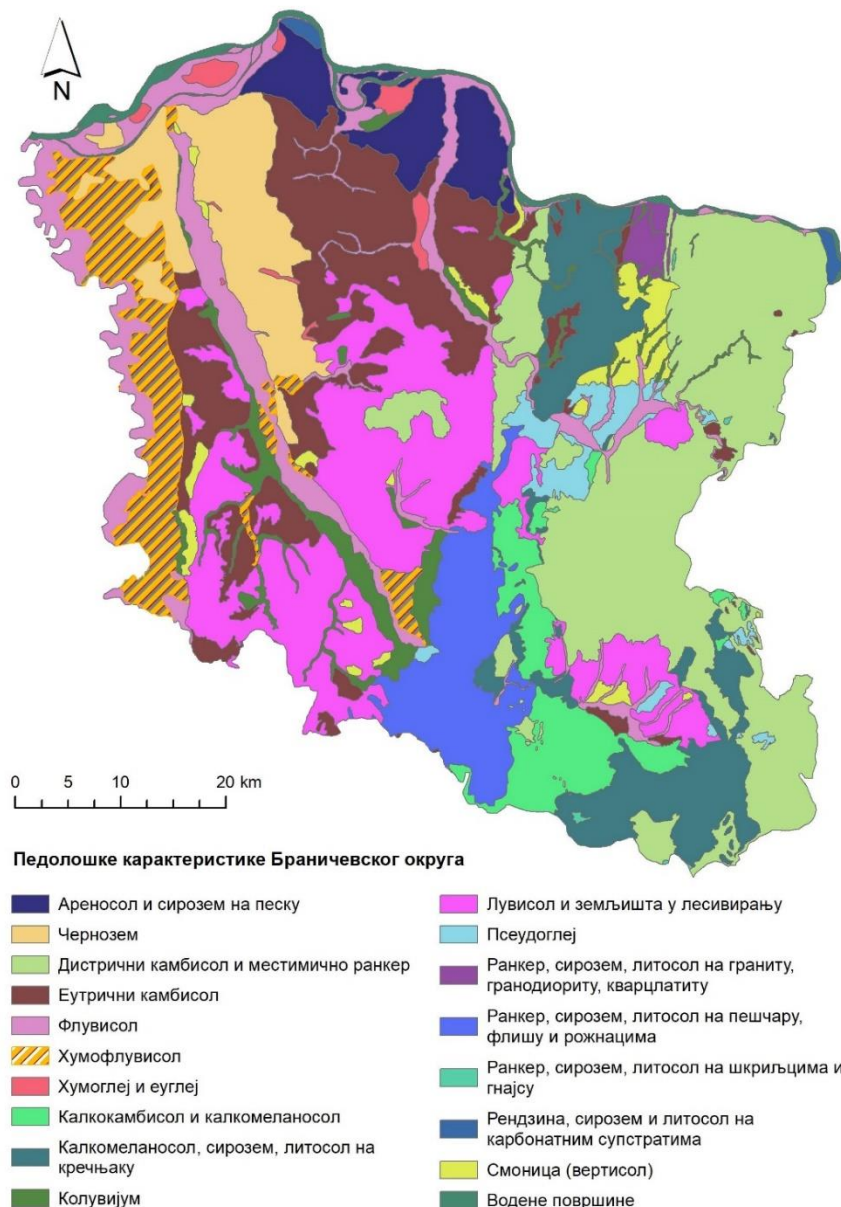 N
0 5 10 20 km
Педолошке карактеристике Браничевског округа
Ареносол и сирозем на песку
Чернозем
Дистрични камбисол и местимично ранкер
Еутрични камбисол
Флувисол
Хумофлувисол
Хумоглеј и еуглеј
Калкокамбисол и калкомеланосол
Калкомеланосол, сирозем, литосол на
кречњаку
Колувијум
Лувисол и земљишта у лесивирању
Псеудоглеј
Ранкер, сирозем, литосол на граниту,
гранодиориту, кварцлатиту
Ранкер, сирозем, литосол на пешчару,
флишу и рожнацима
Ранкер, сирозем, литосол на шкриљцима и
гнајсу
Рендзина, сирозем и литосол на
карбонатним супстратима
Смоница (вертисол)
Водене површине